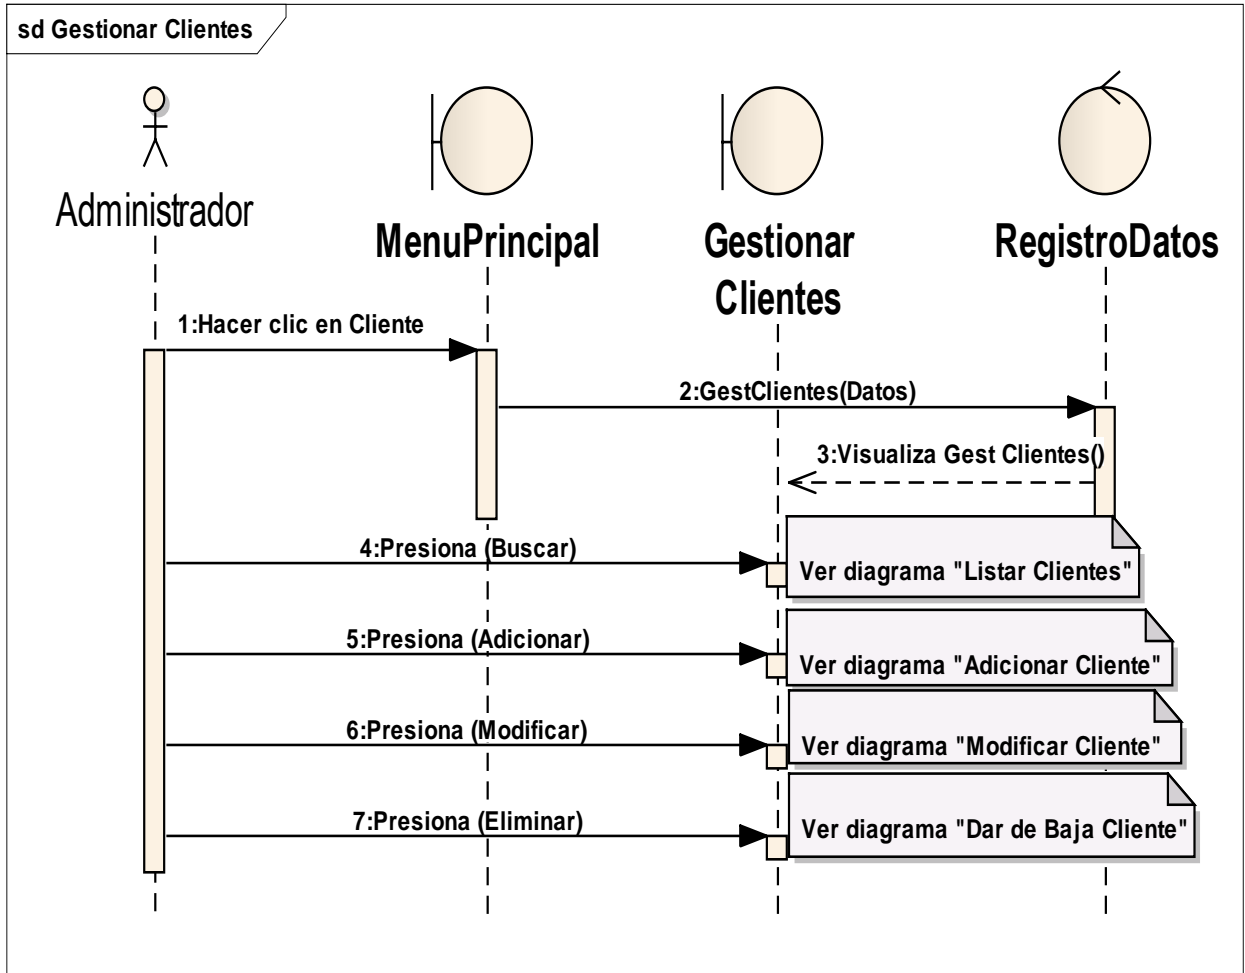 sd Gestionar Clientes
Administrador
MenuPrincipal
Gestionar
Clientes
RegistroDatos
1:Hacer clic en Cliente
2:GestClientes(Datos)
3:Visualiza Gest Clientes()
4:Presiona (Buscar)
Ver diagrama "Listar Clientes"
5:Presiona (Adicionar)
Ver diagrama "Adicionar Cliente"
6:Presiona (Modificar)
Ver diagrama "Modificar Cliente"
7:Presiona (Eliminar)
Ver diagrama "Dar de Baja Cliente"